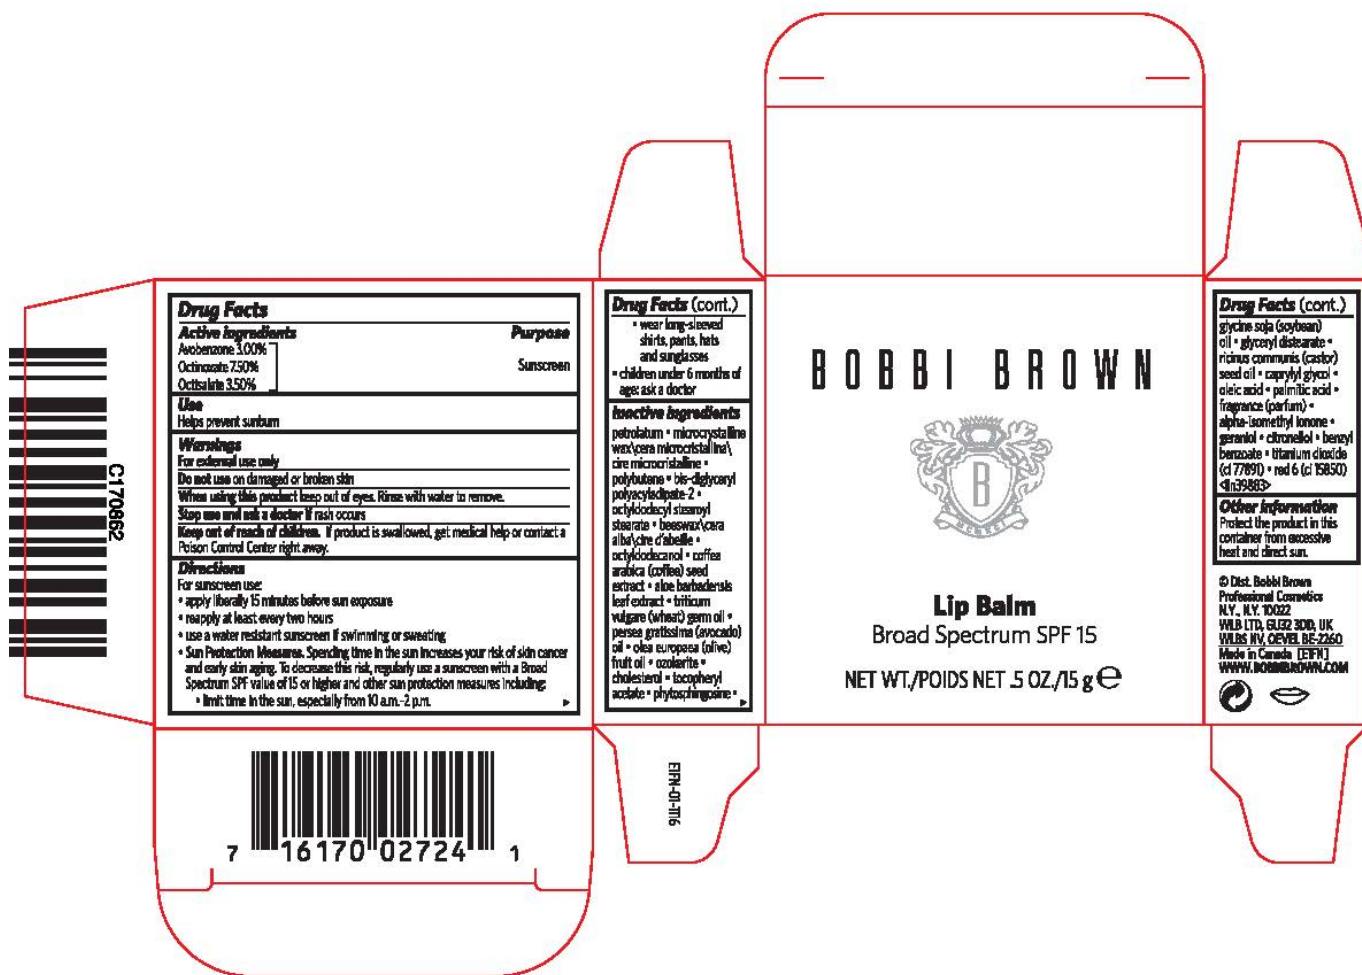 C170862
Drug Facts
Active ingredients Purpose
Avobenzone 3.00%
Octinoxate 7.50% Sunscreen
Octisalate 3.50%
Use
Helps prevent sunburn
Warnings
For external use only
Do not use on damaged or broken skin
When using this product keep out of eyes. Rinse with water to remove.
Stop use and ask a doctor if rash occurs
Keep out of reach of children. If product is swallowed, get medical help or contact a
Poison Control Center right away.
Directions
For sunscreen use:
• apply liberally 15 minutes before sun exposure
• reapply at least every two hours
• use a water resistant sunscreen if swimming or sweating
• Sun Protection Measures. Spending time in the sun increases your risk of skin cancer
and early skin aging. To decrease this risk, regularly use a sunscreen with a Broad
Spectrum SPF value of 15 or higher and other sun protection measures including:
• limit time in the sun, especially from 10 a.m.-2 p.m.
7 16170 02724 1
Drug Facts (cont.)
• wear long-sleeved
shirts, pants, hats
and sunglasses
• children under 6 months of
age: ask a doctor
Inactive ingredients
petrolatum • microcrystalline
wax\cera microcristallina\
cire microcristalline •
polybutene • bis-diglyceryl
polyacyladipate-2 •
octyldodecyl stearoyl
stearate • beeswax\cera
alba\cire d'abeille •
octyldodecanol • coffea
arabica (coffee) seed
extract • aloe barbadensis
leaf extract • triticum
vulgare (wheat) germ oil •
persea gratissima (avocado)
oil • olea europaea (olive)
fruit oil • ozokerite •
cholesterol • tocopheryl
acetate • phytosphingosine •
E1FN-01-1116
BOBBI BROWN
B
Lip Balm
Broad Spectrum SPF 15
NET WT./POIDS NET .5 OZ./15 g ℮
Drug Facts (cont.)
glycine soja (soybean)
oil • glyceryl distearate •
ricinus communis (castor)
seed oil • caprylyl glycol •
oleic acid • palmitic acid •
fragrance (parfum) •
alpha-isomethyl ionone •
geraniol • citronellol • benzyl
benzoate • titanium dioxide
(ci 77891) • red 6 (ci 15850)
<iln39883>
Other information
Protect the product in this
container from excessive
heat and direct sun.
© Dist. Bobbi Brown
Professional Cosmetics
N.Y., N.Y. 10022
WLB LTD, GU32 3DD, UK
WLBS NV, OEVEL BE-2260
Made in Canada [E1FN]
WWW.BOBBIBROWN.COM